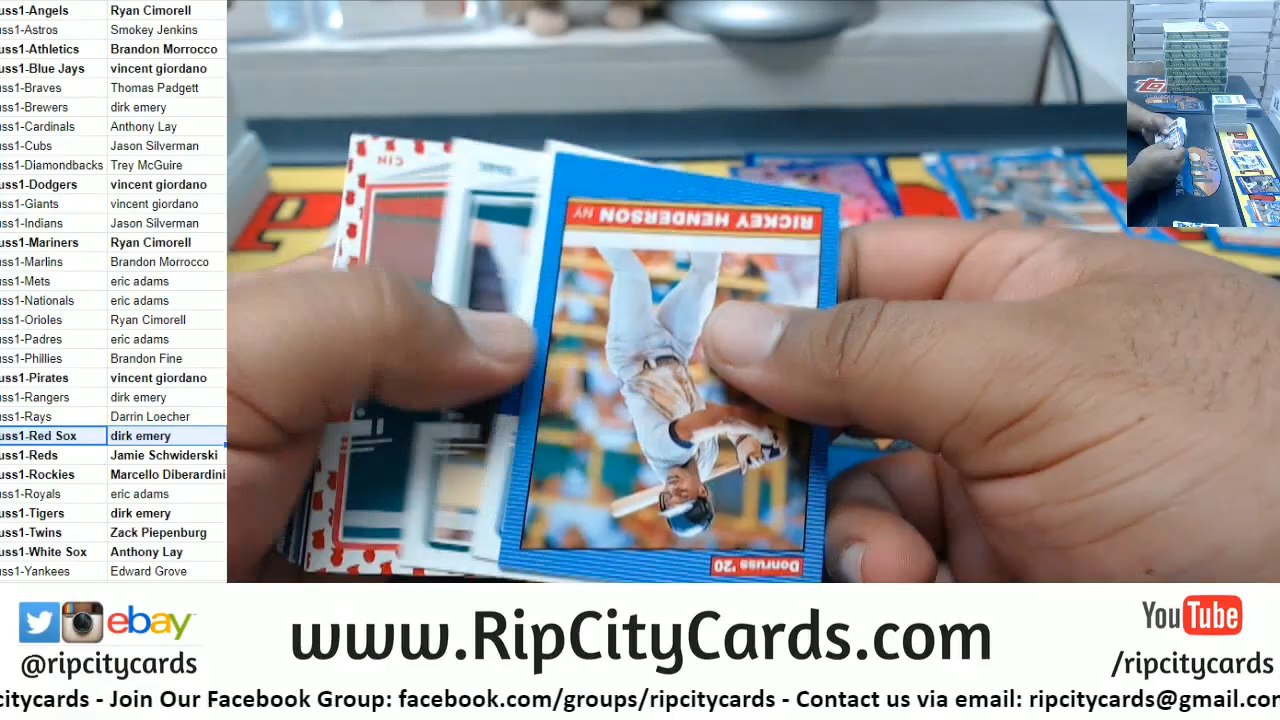 uss1-Angels Ryan Cimorell
uss1-Astros Smokey Jenkins
uss1-Athletics Brandon Morrocco
uss1-Blue Jays vincent giordano
uss1-Braves Thomas Padgett
uss1-Brewers dirk emery
uss1-Cardinals Anthony Lay
uss1-Cubs Jason Silverman
uss1-Diamondbacks Trey McGuire
uss1-Dodgers vincent giordano
uss1-Giants vincent giordano
uss1-Indians Jason Silverman
uss1-Mariners Ryan Cimorell
uss1-Marlins Brandon Morrocco
uss1-Mets eric adams
uss1-Nationals eric adams
uss1-Orioles Ryan Cimorell
uss1-Padres eric adams
uss1-Phillies Brandon Fine
uss1-Pirates vincent giordano
uss1-Rangers dirk emery
uss1-Rays Darrin Loecher
uss1-Red Sox dirk emery
uss1-Reds Jamie Schwiderski
uss1-Rockies Marcello Diberardini
uss1-Royals eric adams
uss1-Tigers dirk emery
uss1-Twins Zack Piepenburg
uss1-White Sox Anthony Lay
uss1-Yankees Edward Grove
CIN
RICKEY HENDERSON NY
Donruss '20
ebay
@ripcitycards
www.RipCityCards.com
YouTube
/ripcitycards
citycards - Join Our Facebook Group: facebook.com/groups/ripcitycards - Contact us via email: ripcitycards@gmail.co